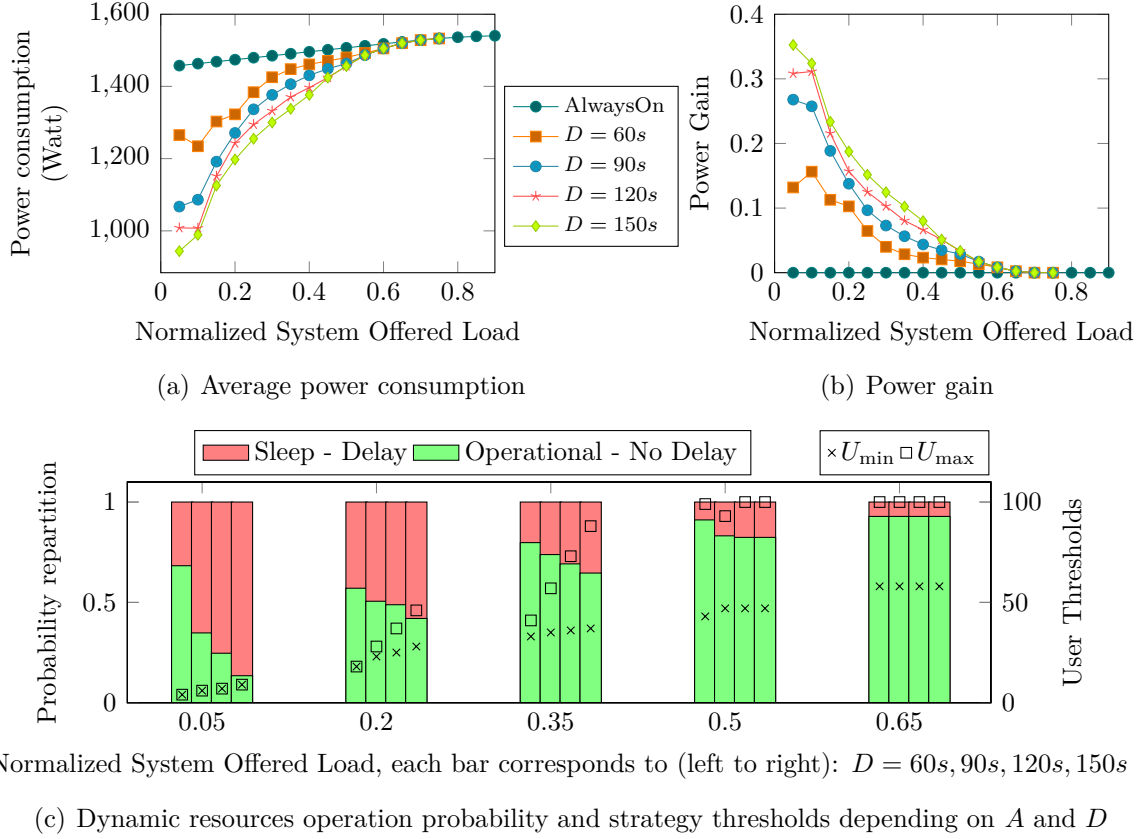 1,600
1,400
1,200
1,000
Power consumption
(Watt)
0
0.2
0.4
0.6
0.8
Normalized System Offered Load
(a) Average power consumption
AlwaysOn
D = 60s
D = 90s
D = 120s
D = 150s
0.4
0.3
0.2
0.1
0
Power Gain
0
0.2
0.4
0.6
0.8
Normalized System Offered Load
(b) Power gain
Sleep - Delay
Operational - No Delay
× Umin □ Umax
1
0.5
0
Probability repartition
100
50
0
User Thresholds
0.05
0.2
0.35
0.5
0.65
Normalized System Offered Load, each bar corresponds to (left to right): D = 60s, 90s, 120s, 150s
(c) Dynamic resources operation probability and strategy thresholds depending on A and D